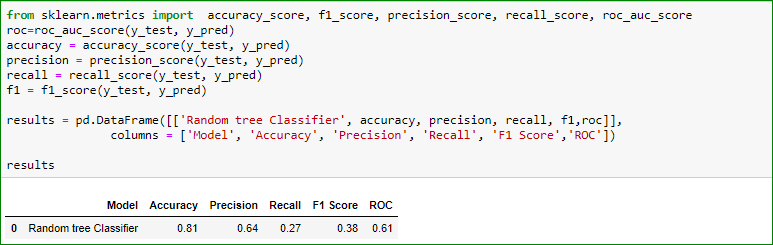 from sklearn.metrics import  accuracy_score, f1_score, precision_score, recall_score, roc_auc_score
roc=roc_auc_score(y_test, y_pred)
accuracy = accuracy_score(y_test, y_pred)
precision = precision_score(y_test, y_pred)
recall = recall_score(y_test, y_pred)
f1 = f1_score(y_test, y_pred)
results = pd.DataFrame([['Random tree Classifier', accuracy, precision, recall, f1,roc]],
columns = ['Model', 'Accuracy', 'Precision', 'Recall', 'F1 Score','ROC'])
results
Model Accuracy Precision Recall F1 Score ROC
0 Random tree Classifier 0.81 0.64 0.27 0.38 0.61